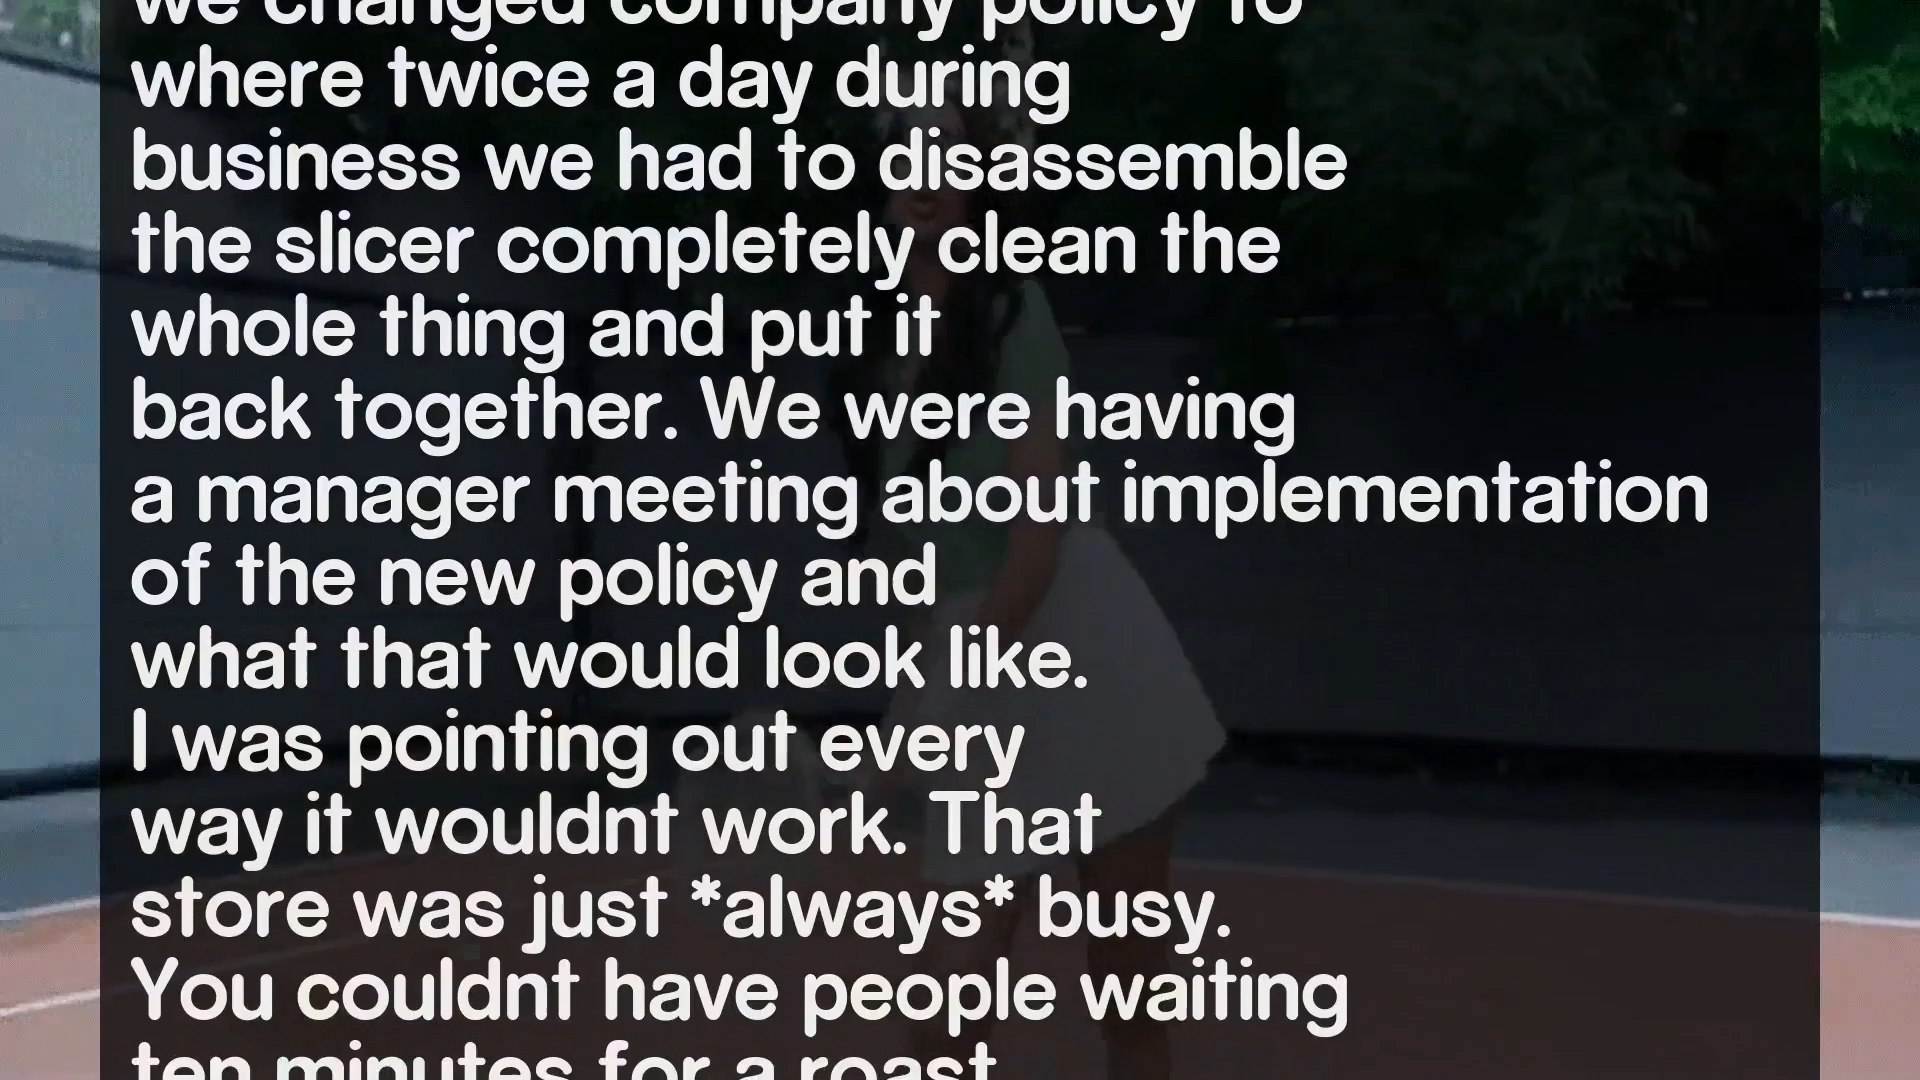 we changed company policy to
where twice a day during
business we had to disassemble
the slicer completely clean the
whole thing and put it
back together. We were having
a manager meeting about implementation
of the new policy and
what that would look like.
I was pointing out every
way it wouldnt work. That
store was just *always* busy.
You couldnt have people waiting
ten minutes for a roast